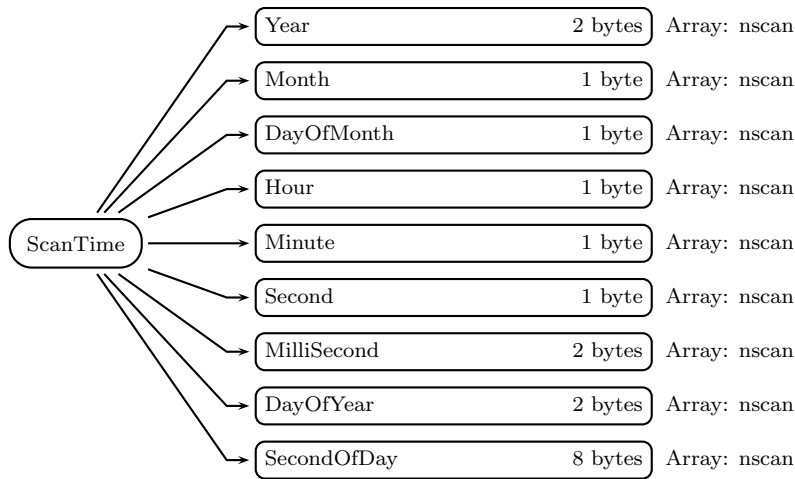 Year 2 bytes Array: nscan
Month 1 byte Array: nscan
DayOfMonth 1 byte Array: nscan
Hour 1 byte Array: nscan
ScanTime
Minute 1 byte Array: nscan
Second 1 byte Array: nscan
MilliSecond 2 bytes Array: nscan
DayOfYear 2 bytes Array: nscan
SecondOfDay 8 bytes Array: nscan